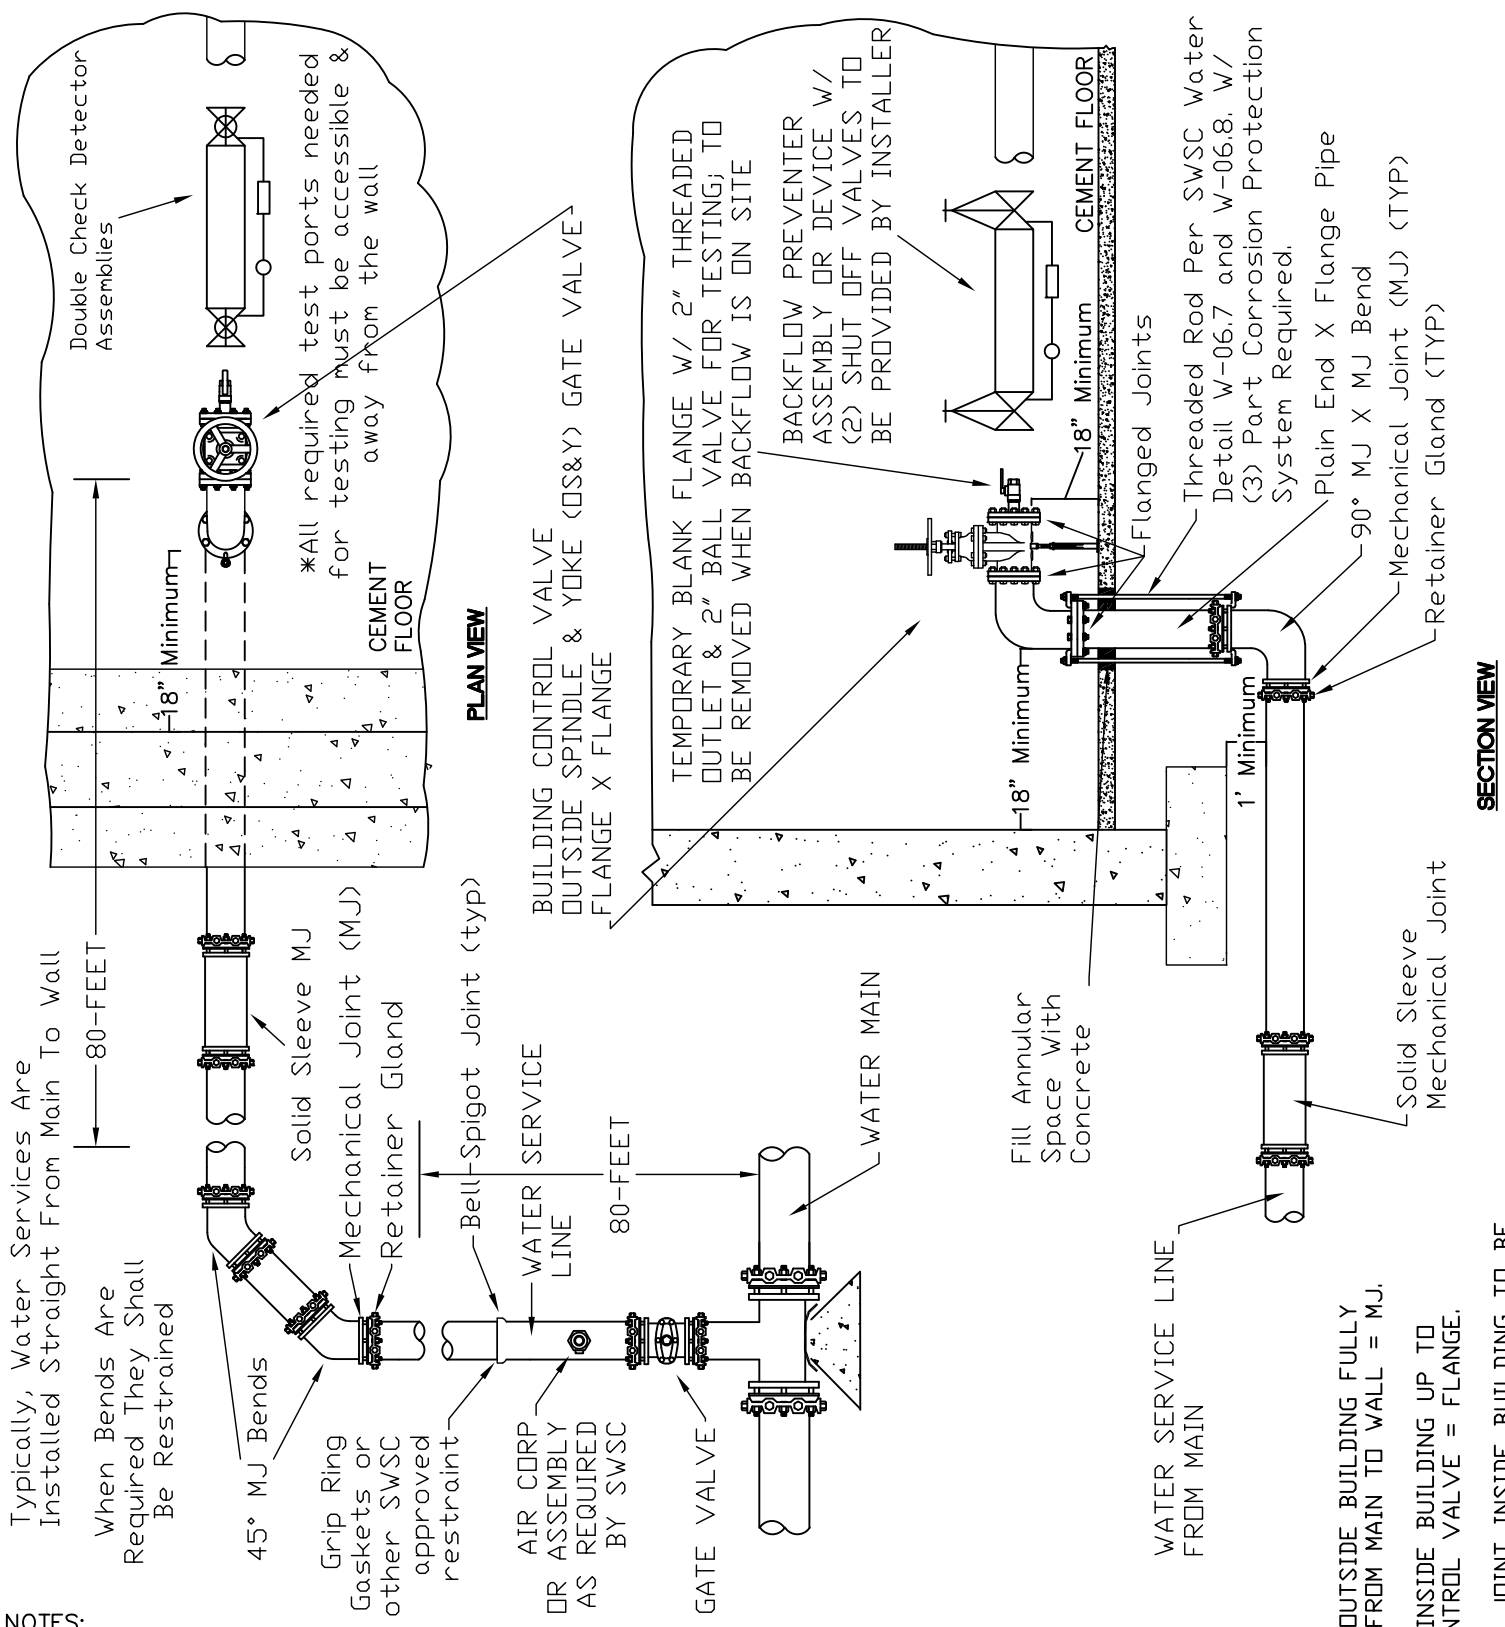 Typically, Water Services Are
Installed Straight From Main To Wall
When Bends Are
Required They Shall
Be Restrained
80-FEET
Double Check Detector
Assemblies
*All required test ports needed
for testing must be accessible &
away from the wall
18" Minimum
CEMENT
FLOOR
PLAN VIEW
45° MJ Bends
Solid Sleeve MJ
Mechanical Joint (MJ)
Retainer Gland
Grip Ring
Gaskets or
other SWSC
approved
restraint
Bell-Spigot Joint (typ)
WATER SERVICE
LINE
80-FEET
AIR CORP
OR ASSEMBLY
AS REQUIRED
BY SWSC
GATE VALVE
WATER MAIN
BUILDING CONTROL VALVE
OUTSIDE SPINDLE & YOKE (OS&Y) GATE VALVE
FLANGE X FLANGE
TEMPORARY BLANK FLANGE W/ 2" THREADED
OUTLET & 2" BALL VALVE FOR TESTING; TO
BE REMOVED WHEN BACKFLOW IS ON SITE
BACKFLOW PREVENTER
ASSEMBLY OR DEVICE W/
(2) SHUT OFF VALVES TO
BE PROVIDED BY INSTALLER
CEMENT FLOOR
18" Minimum
18" Minimum
1' Minimum
Flanged Joints
Threaded Rod Per SWSC Water
Detail W-06.7 and W-06.8. W/
(3) Part Corrosion Protection
System Required.
Plain End X Flange Pipe
90° MJ X MJ Bend
Mechanical Joint (MJ) (TYP)
Retainer Gland (TYP)
Fill Annular
Space With
Concrete
Solid Sleeve
Mechanical Joint
WATER SERVICE LINE
FROM MAIN
SECTION VIEW
NOTES:
OUTSIDE BUILDING FULLY
FROM MAIN TO WALL = MJ.
INSIDE BUILDING UP TO
NTROL VALVE = FLANGE.
JOINT INSIDE BUILDING TO BE